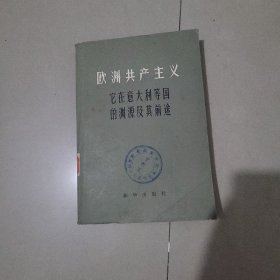 欧洲共产主义
它在意大利等国
的渊源及其前途
新华出版社